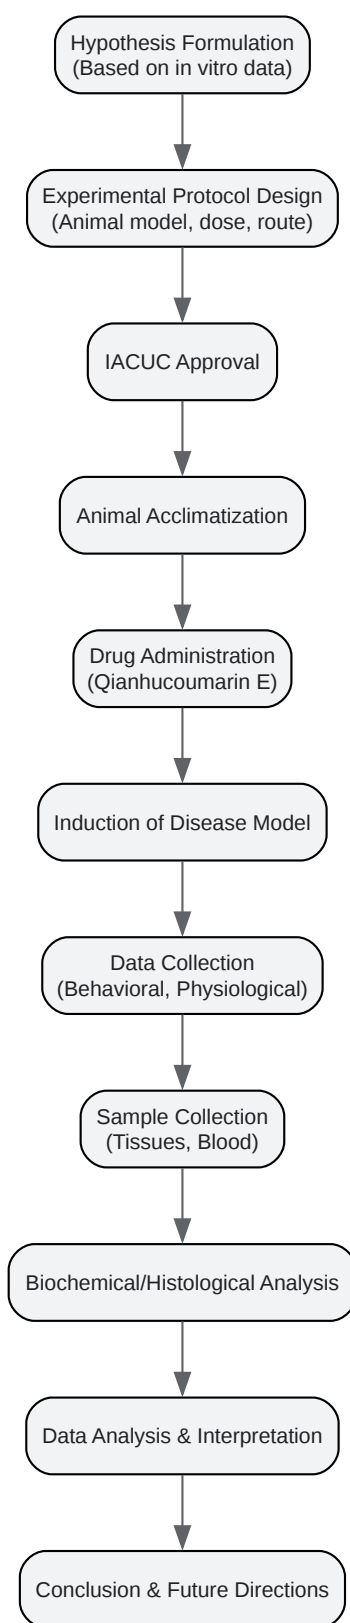 Hypothesis Formulation
(Based on in vitro data)
Experimental Protocol Design
(Animal model, dose, route)
IACUC Approval
Animal Acclimatization
Drug Administration
(Qianhucoumarin E)
Induction of Disease Model
Data Collection
(Behavioral, Physiological)
Sample Collection
(Tissues, Blood)
Biochemical/Histological Analysis
Data Analysis & Interpretation
Conclusion & Future Directions